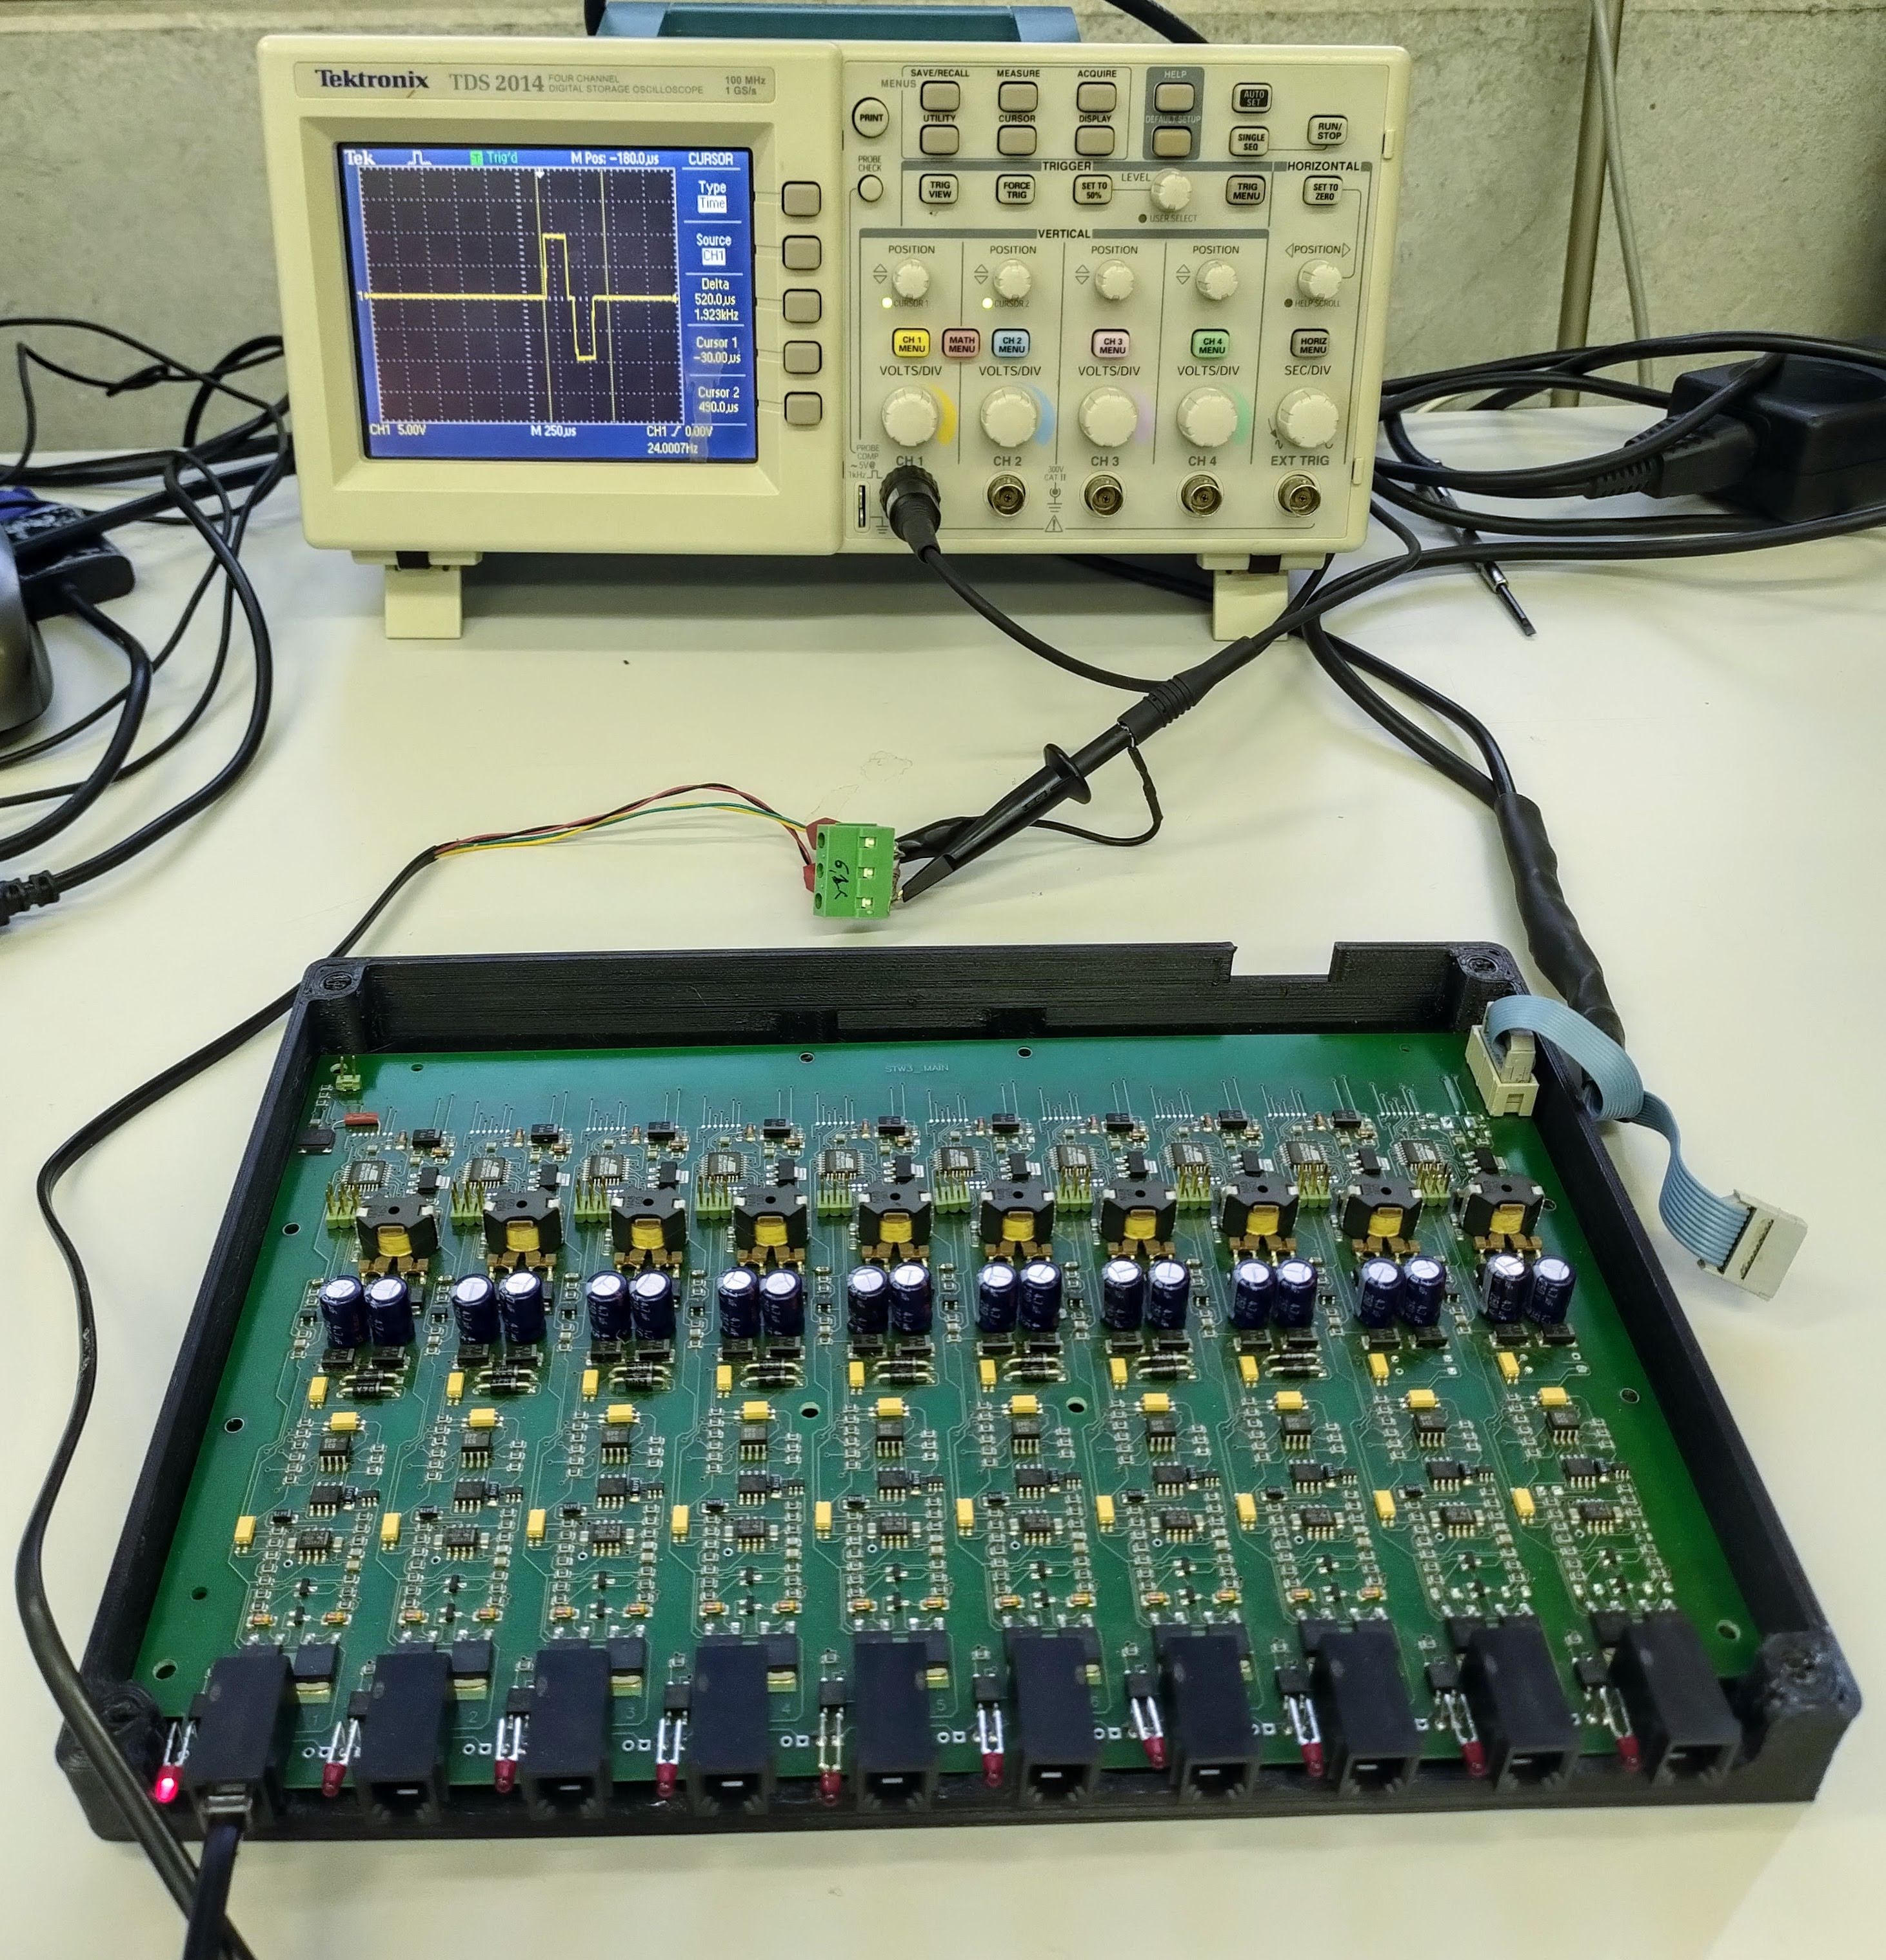 Tektronix TDS 2014 FOUR CHANNEL
DIGITAL STORAGE OSCILLOSCOPE
100 MHz
1 GS/s
Tek
Trig'd
M Pos: -180.0µs
CURSOR
Type
Time
Source
CH1
Delta
520.0µs
1.923kHz
Cursor 1
-30.00µs
Cursor 2
490.0µs
CH1 5.00V
M 250µs
CH1 0.00V
24.0007Hz
MENUS
SAVE/RECALL
MEASURE
ACQUIRE
HELP
AUTO
SET
PRINT
UTILITY
CURSOR
DISPLAY
DEFAULT SETUP
SINGLE
SEQ
RUN/
STOP
PROBE
CHECK
TRIGGER
HORIZONTAL
TRIG
VIEW
FORCE
TRIG
SET TO
50%
LEVEL
USER SELECT
TRIG
MENU
SET TO
ZERO
VERTICAL
POSITION
POSITION
POSITION
POSITION
POSITION
CURSOR 1
CURSOR 2
HELP SCROLL
CH 1
MENU
MATH
MENU
CH 2
MENU
CH 3
MENU
CH 4
MENU
HORIZ
MENU
VOLTS/DIV
VOLTS/DIV
VOLTS/DIV
VOLTS/DIV
SEC/DIV
PROBE
COMP
~5V@
1kHz
CH 1
CH 2
300V
CAT II
CH 3
CH 4
EXT TRIG
STW3_MAIN
1
2
3
4
5
6